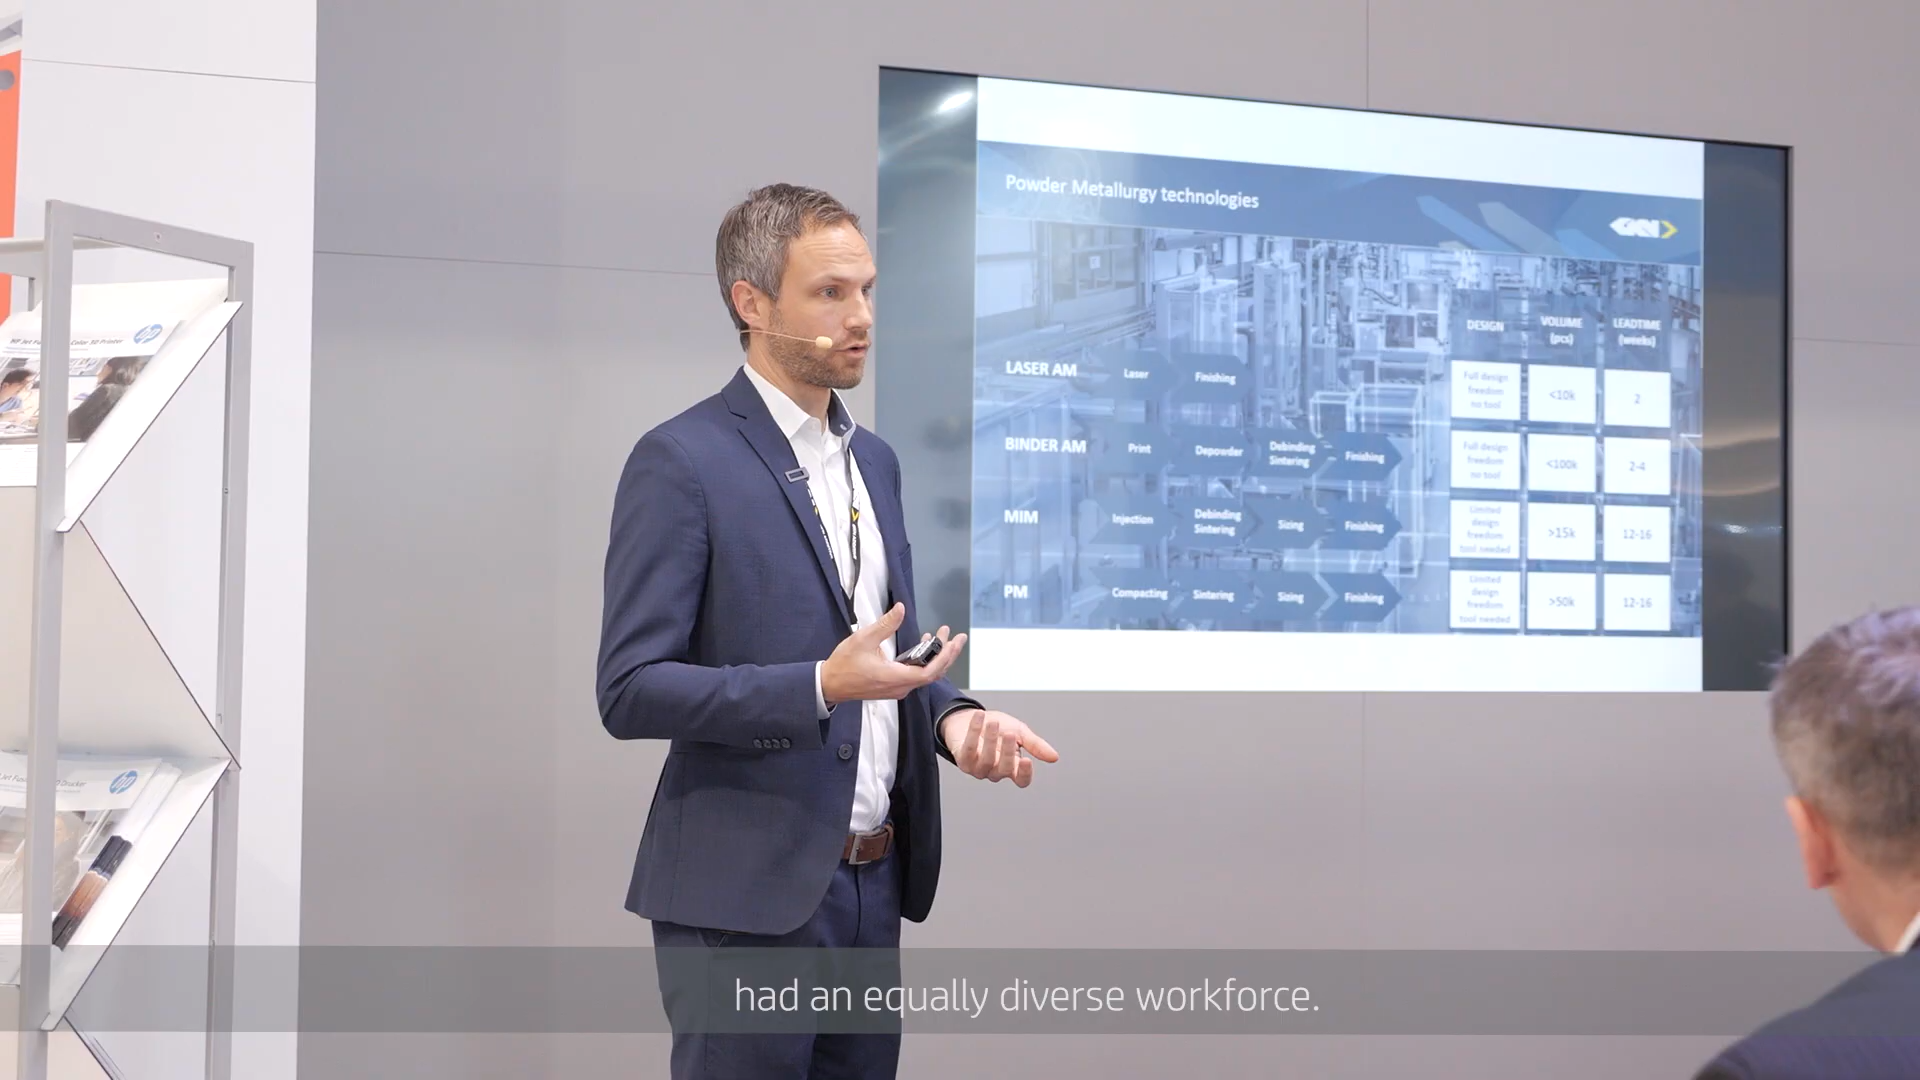 Powder Metallurgy technologies
GKN
DESIGN
VOLUME
(pcs)
LEADTIME
(weeks)
LASER AM
Laser
Finishing
Full design
freedom
no tool
<10k
2
BINDER AM
Print
Depowder
Debinding
Sintering
Finishing
Full design
freedom
no tool
<100k
2-4
MIM
Injection
Debinding
Sintering
Sizing
Finishing
Limited
design
freedom
tool needed
>15k
12-16
PM
Compacting
Sintering
Sizing
Finishing
Limited
design
freedom
tool needed
>50k
12-16
hp
Color 3D Printer
hp
had an equally diverse workforce.